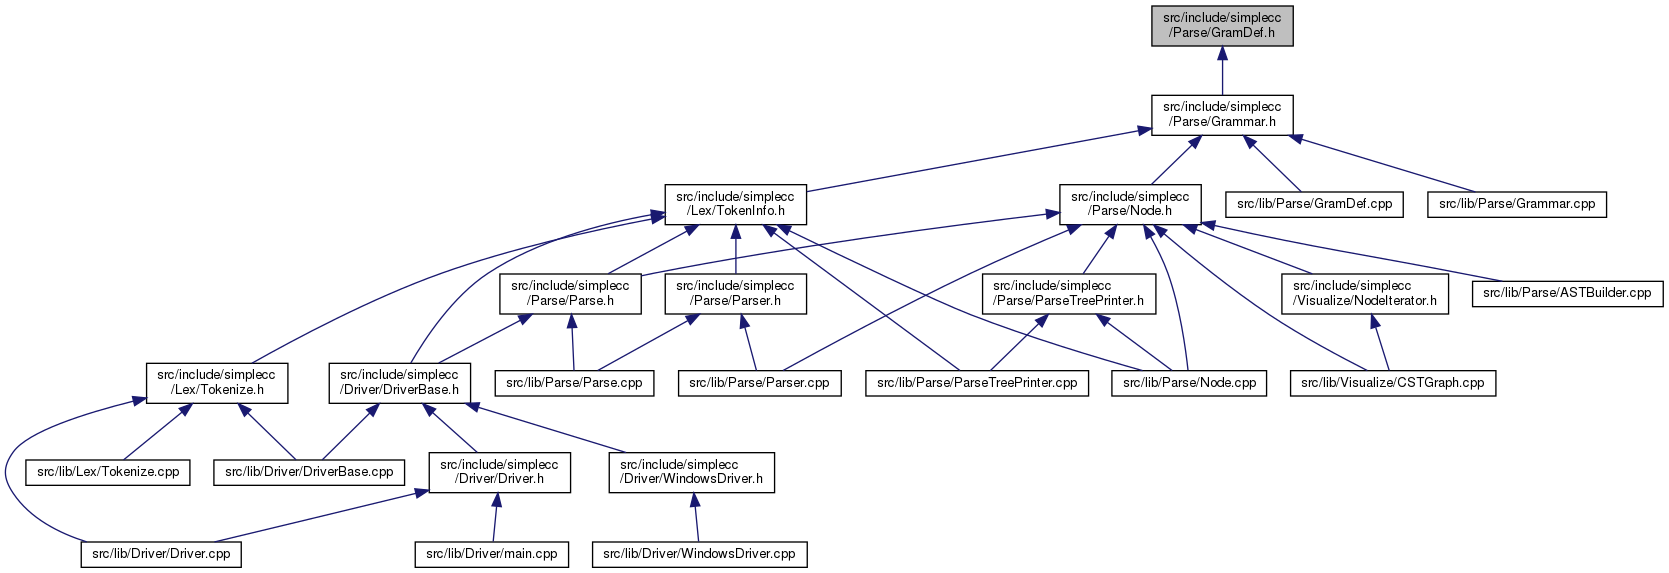 src/include/simplecc
/Parse/GramDef.h
src/include/simplecc
/Parse/Grammar.h
src/include/simplecc
/Lex/TokenInfo.h
src/include/simplecc
/Parse/Node.h
src/lib/Parse/GramDef.cpp
src/lib/Parse/Grammar.cpp
src/include/simplecc
/Parse/Parse.h
src/include/simplecc
/Parse/Parser.h
src/include/simplecc
/Parse/ParseTreePrinter.h
src/include/simplecc
/Visualize/NodeIterator.h
src/lib/Parse/ASTBuilder.cpp
src/include/simplecc
/Lex/Tokenize.h
src/include/simplecc
/Driver/DriverBase.h
src/lib/Parse/Parse.cpp
src/lib/Parse/Parser.cpp
src/lib/Parse/ParseTreePrinter.cpp
src/lib/Parse/Node.cpp
src/lib/Visualize/CSTGraph.cpp
src/lib/Lex/Tokenize.cpp
src/lib/Driver/DriverBase.cpp
src/include/simplecc
/Driver/Driver.h
src/include/simplecc
/Driver/WindowsDriver.h
src/lib/Driver/Driver.cpp
src/lib/Driver/main.cpp
src/lib/Driver/WindowsDriver.cpp